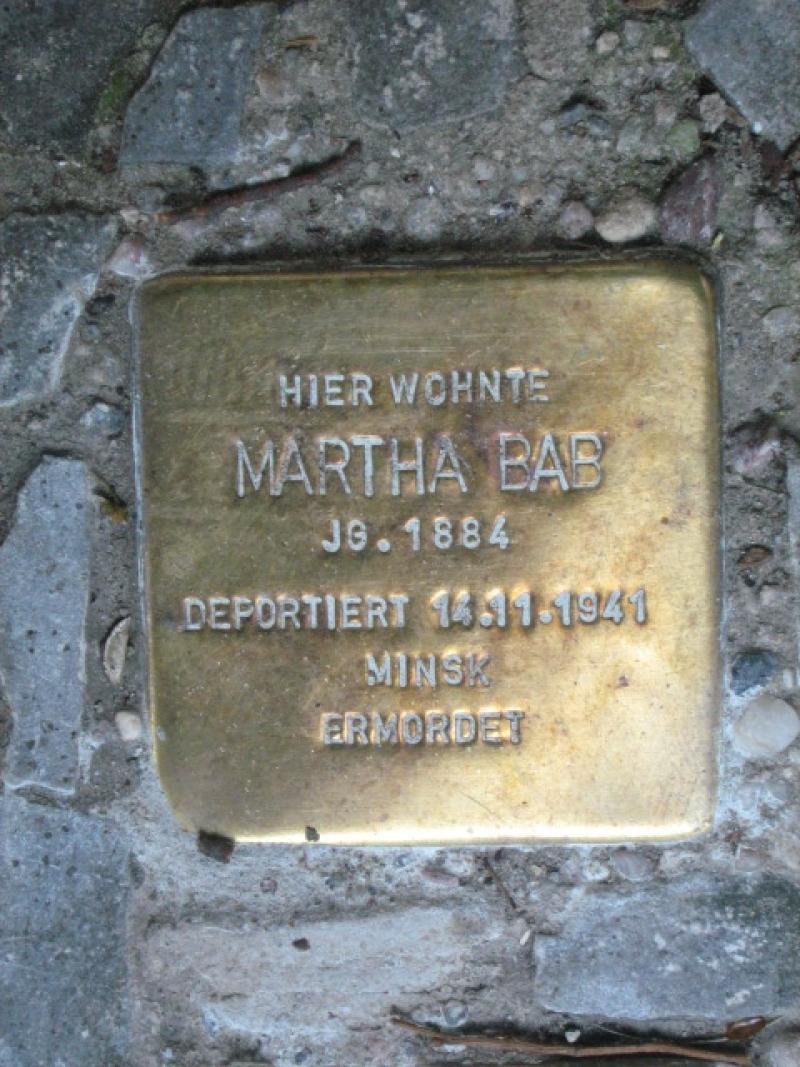 HIER WOHNTE
MARTHA BAB
JG. 1884
DEPORTIERT 14.11.1941
MINSK
ERMORDET